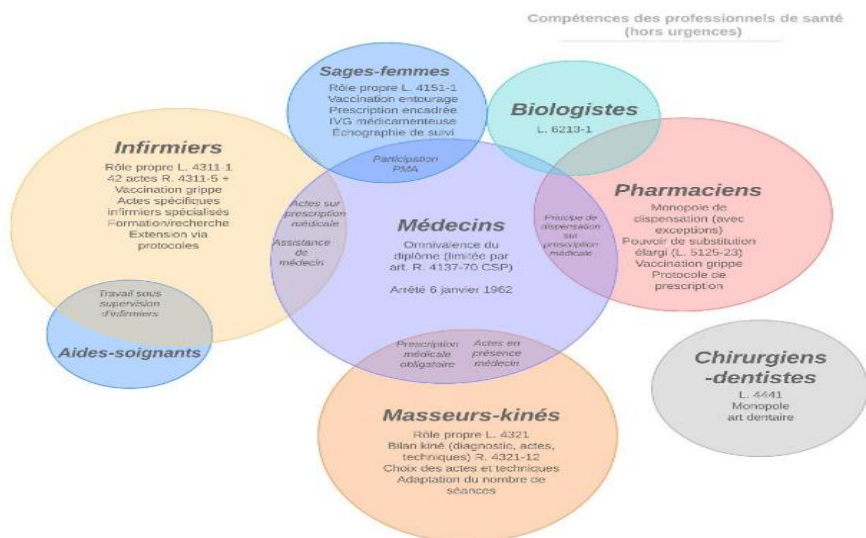 Compétences des professionnels de santé
(hors urgences)
Sages-femmes
Rôle propre L. 4151-1
Vaccination entourage
Prescription encadrée
IVG médicamenteuse
Échographie de suivi
Participation
PMA
Biologistes
L. 6213-1
Infirmiers
Rôle propre L. 4311-1
42 actes R. 4311-5 +
Vaccination grippe
Actes spécifiques
infirmiers spécialisés
Formation/recherche
Extension via
protocoles
Actes sur
prescription
médicale
Assistance
de
médecin
Médecins
Omnivalence du
diplôme (limitée par
art. R. 4137-70 CSP)
Arrêté 6 janvier 1962
Principe de
dispensation
sur
prescription
médicale
Pharmaciens
Monopole de
dispensation (avec
exceptions)
Pouvoir de substitution
élargi (L. 5125-23)
Vaccination grippe
Protocole de
prescription
Travail sous
supervision
d'infirmiers
Aides-soignants
Prescription
médicale
obligatoire
Actes en
présence
médecin
Masseurs-kinés
Rôle propre L. 4321
Bilan kiné (diagnostic, actes,
techniques) R. 4321-12
Choix des actes et techniques
Adaptation du nombre de
séances
Chirurgiens
-dentistes
L. 4441
Monopole
art dentaire